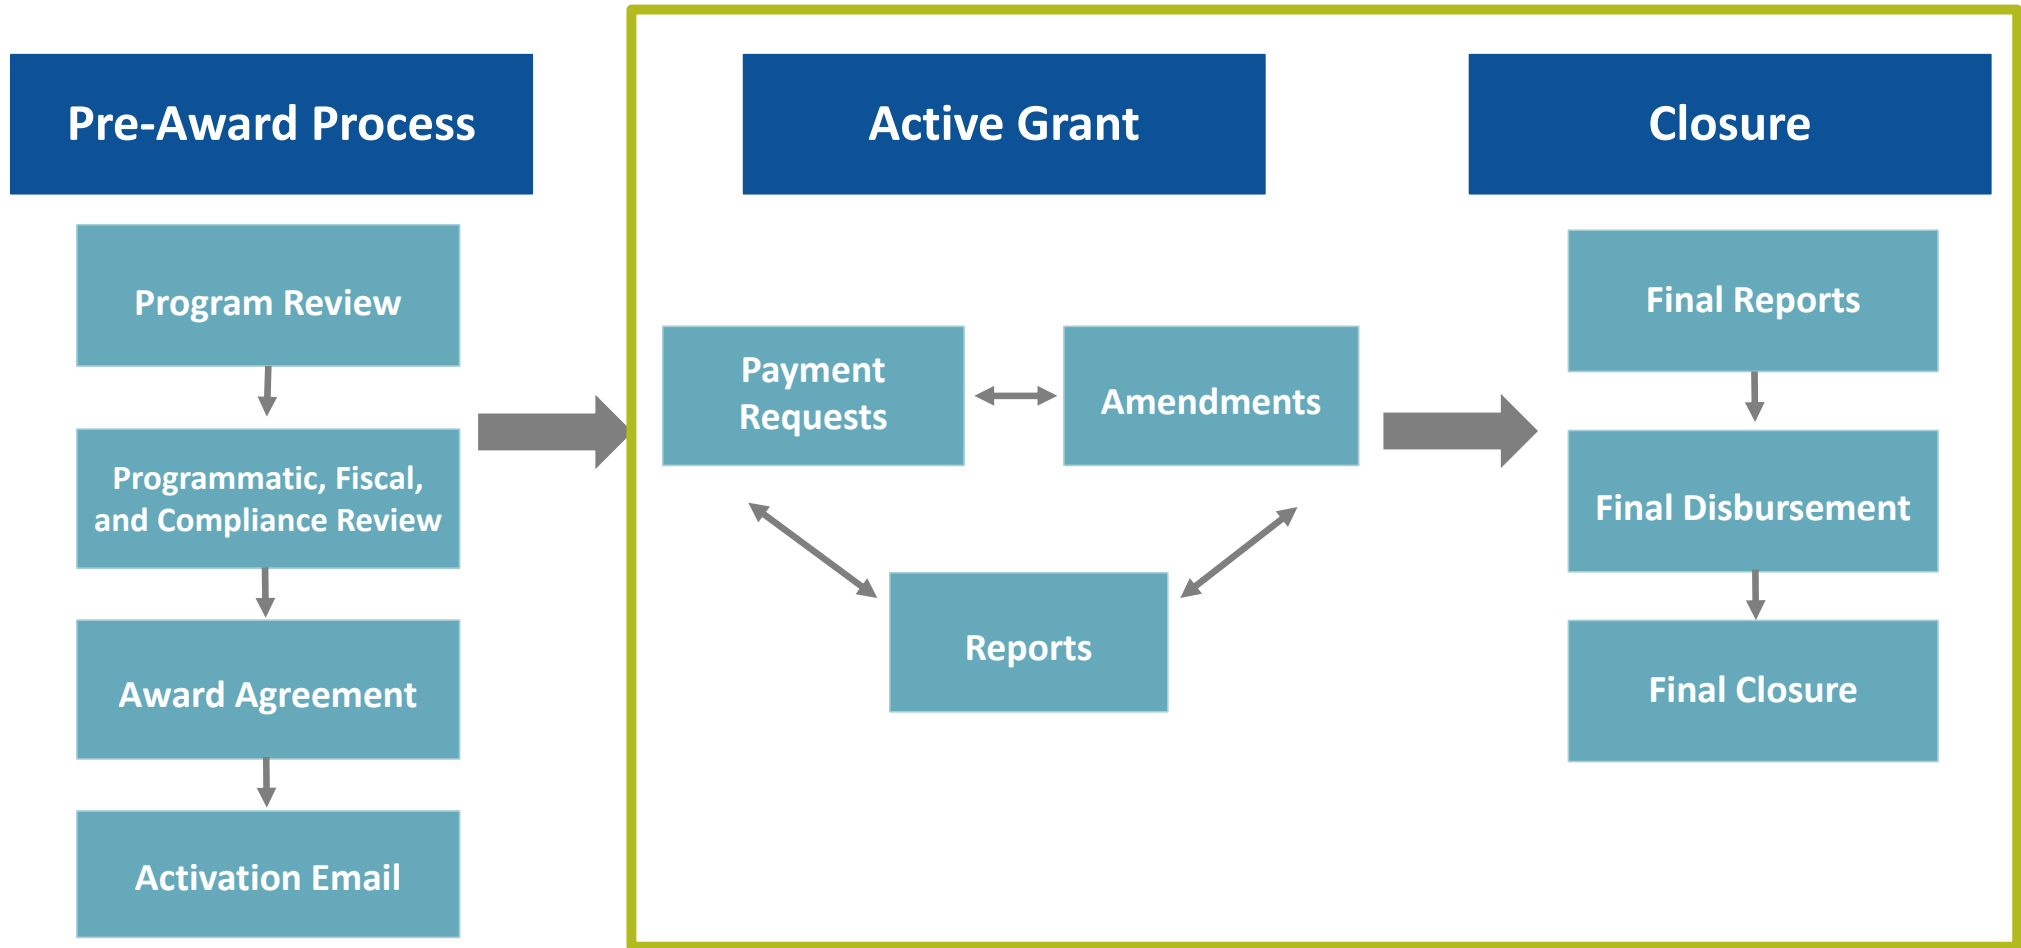 Pre-Award Process
Program Review
Programmatic, Fiscal,
and Compliance Review
Award Agreement
Activation Email
Active Grant
Payment
Requests
Amendments
Reports
Closure
Final Reports
Final Disbursement
Final Closure